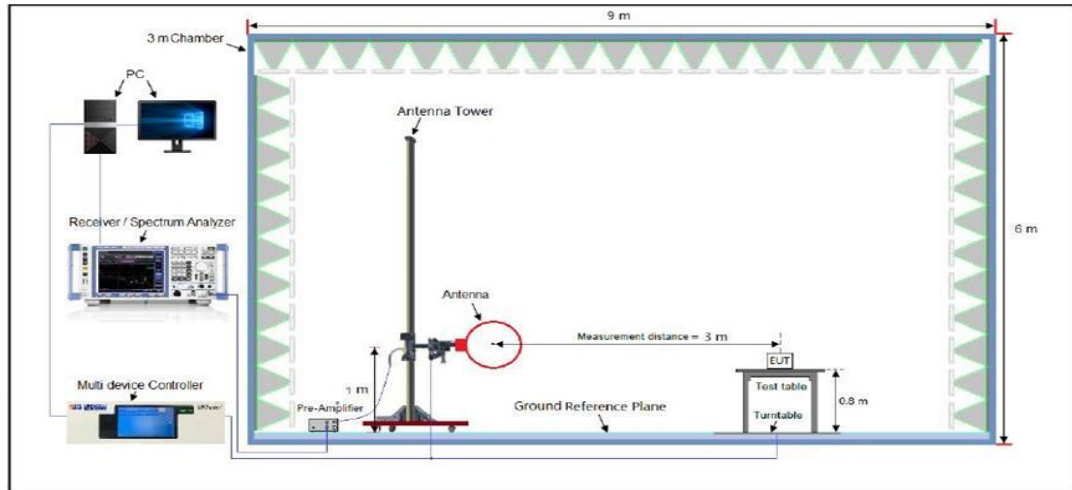 9 m
3 m Chamber
PC
Antenna Tower
Receiver / Spectrum Analyzer
6 m
Antenna
Measurement distance = 3 m
EUT
Multi device Controller
1 m
Test table
0.8 m
Pre-Amplifier
Ground Reference Plane
Turntable